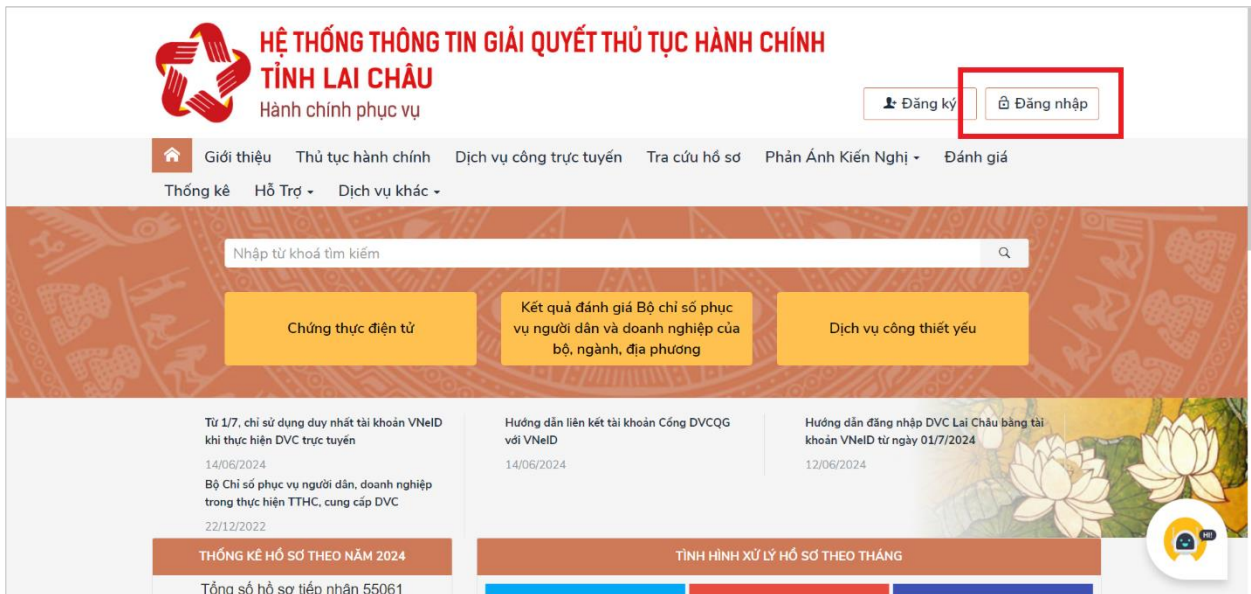 HỆ THỐNG THÔNG TIN GIẢI QUYẾT THỦ TỤC HÀNH CHÍNH
TỈNH LAI CHÂU
Hành chính phục vụ
Đăng ký
Đăng nhập
Giới thiệu Thủ tục hành chính Dịch vụ công trực tuyến Tra cứu hồ sơ Phản Ánh Kiến Nghị Đánh giá
Thống kê Hỗ Trợ Dịch vụ khác
Nhập từ khoá tìm kiếm
Chứng thực điện tử
Kết quả đánh giá Bộ chỉ số phục
vụ người dân và doanh nghiệp của
bộ, ngành, địa phương
Dịch vụ công thiết yếu
Từ 1/7, chỉ sử dụng duy nhất tài khoản VNeID
khi thực hiện DVC trực tuyến
14/06/2024
Bộ Chỉ số phục vụ người dân, doanh nghiệp
trong thực hiện TTHC, cung cấp DVC
22/12/2022
Hướng dẫn liên kết tài khoản Cổng DVCQG
với VNeID
14/06/2024
Hướng dẫn đăng nhập DVC Lai Châu bằng tài
khoản VNeID từ ngày 01/7/2024
12/06/2024
HI!
THỐNG KÊ HỒ SƠ THEO NĂM 2024
Tổng số hồ sơ tiếp nhận 55061
TÌNH HÌNH XỬ LÝ HỒ SƠ THEO THÁNG